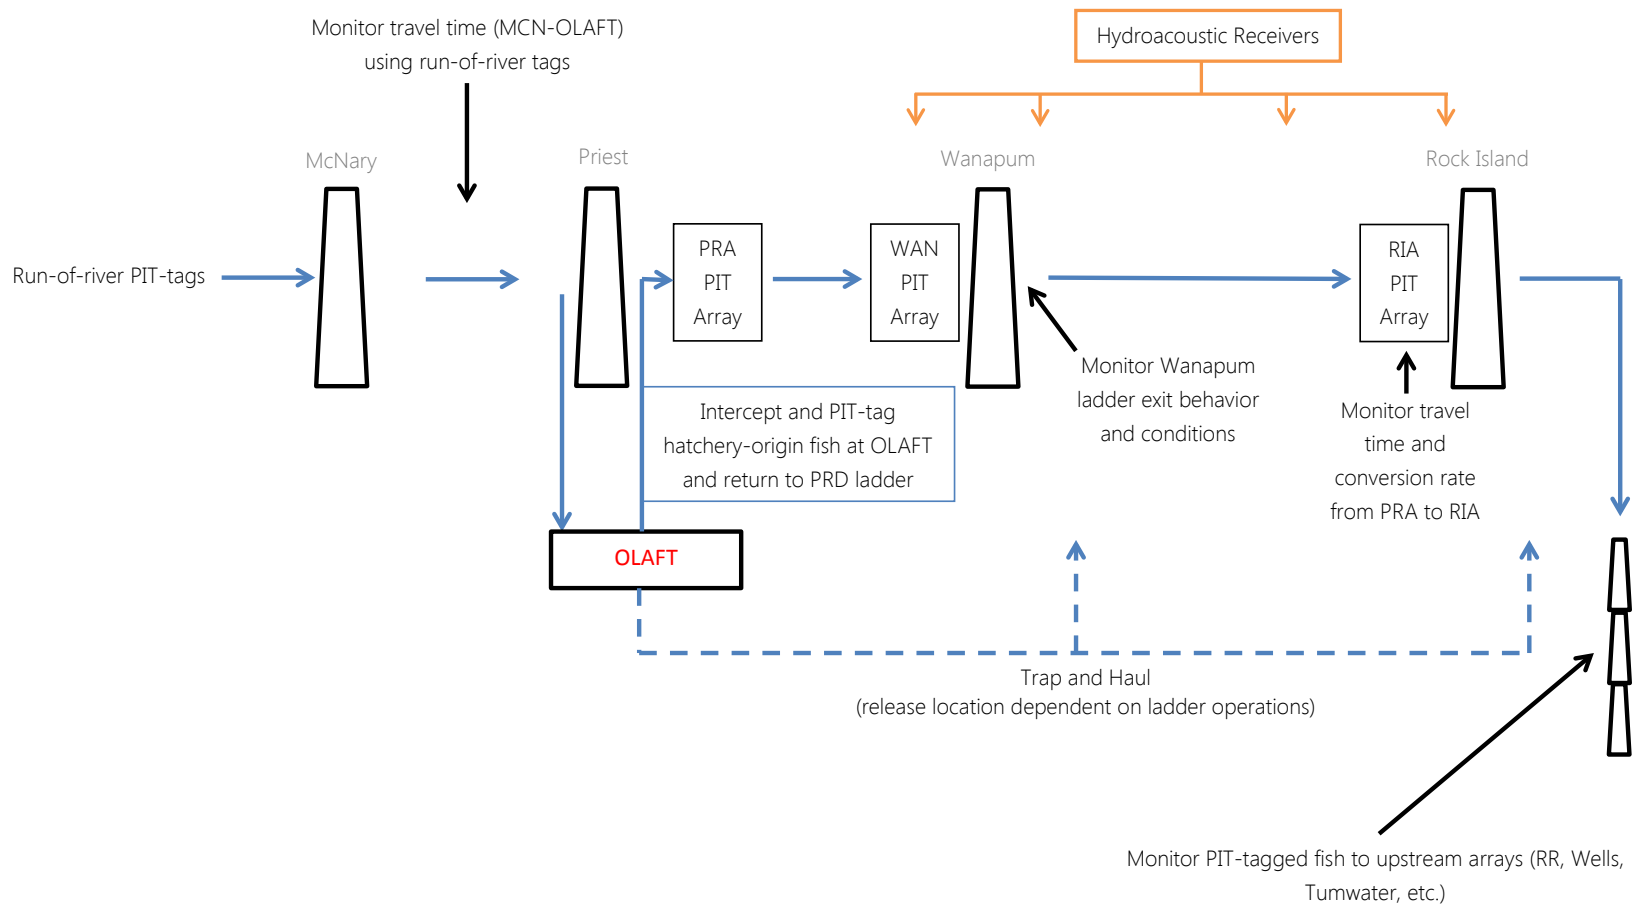 Monitor travel time (MCN-OLAFT)
using run-of-river tags
Hydroacoustic Receivers
McNary
Priest
Wanapum
Rock Island
Run-of-river PIT-tags
PRA
PIT
Array
WAN
PIT
Array
RIA
PIT
Array
Monitor Wanapum
ladder exit behavior
and conditions
Intercept and PIT-tag
hatchery-origin fish at OLAFT
and return to PRD ladder
Monitor travel
time and
conversion rate
from PRA to RIA
OLAFT
Trap and Haul
(release location dependent on ladder operations)
Monitor PIT-tagged fish to upstream arrays (RR, Wells,
Tumwater, etc.)